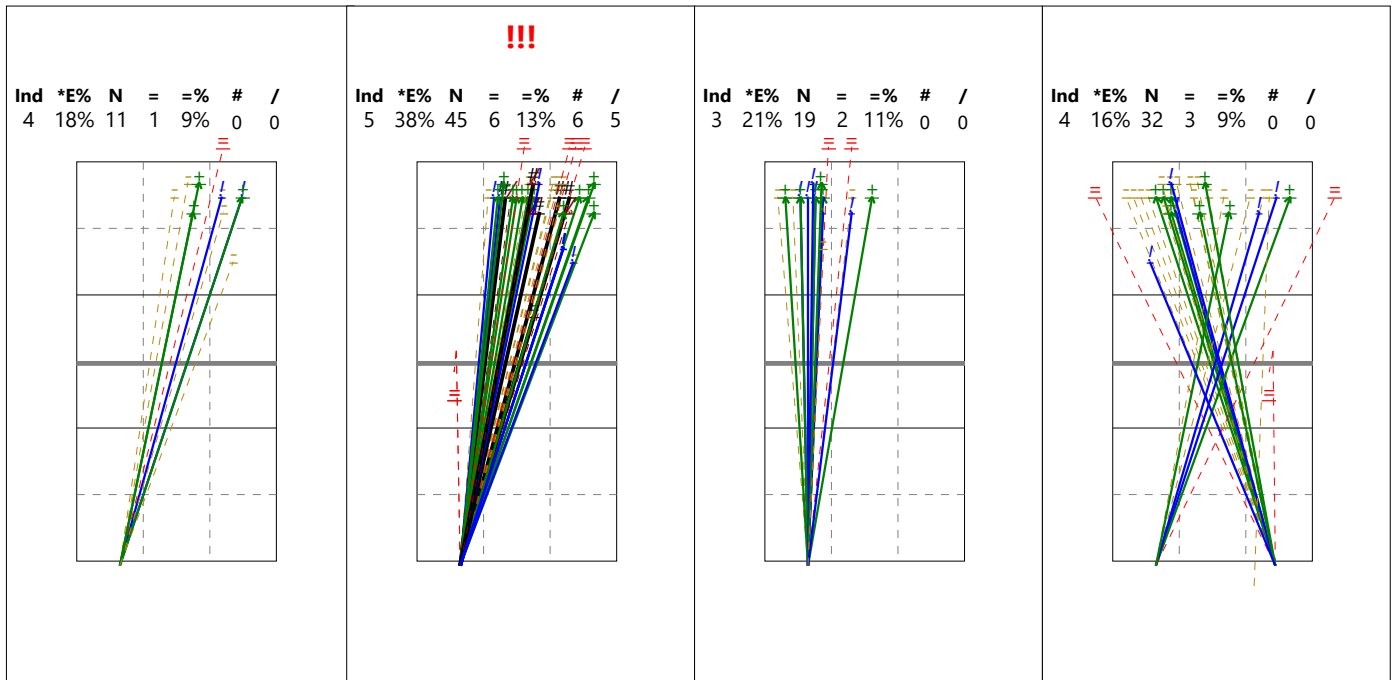 !!!
Ind *E% N = =% # /
4 18% 11 1 9% 0 0
Ind *E% N = =% # /
5 38% 45 6 13% 6 5
Ind *E% N = =% # /
3 21% 19 2 11% 0 0
Ind *E% N = =% # /
4 16% 32 3 9% 0 0